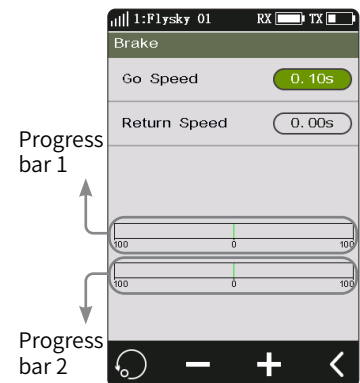 1:Flysky 01 RX TX
Brake
Go Speed 0.10s
Return Speed 0.00s
Progress
bar 1
100 0 100
100 0 100
Progress
bar 2